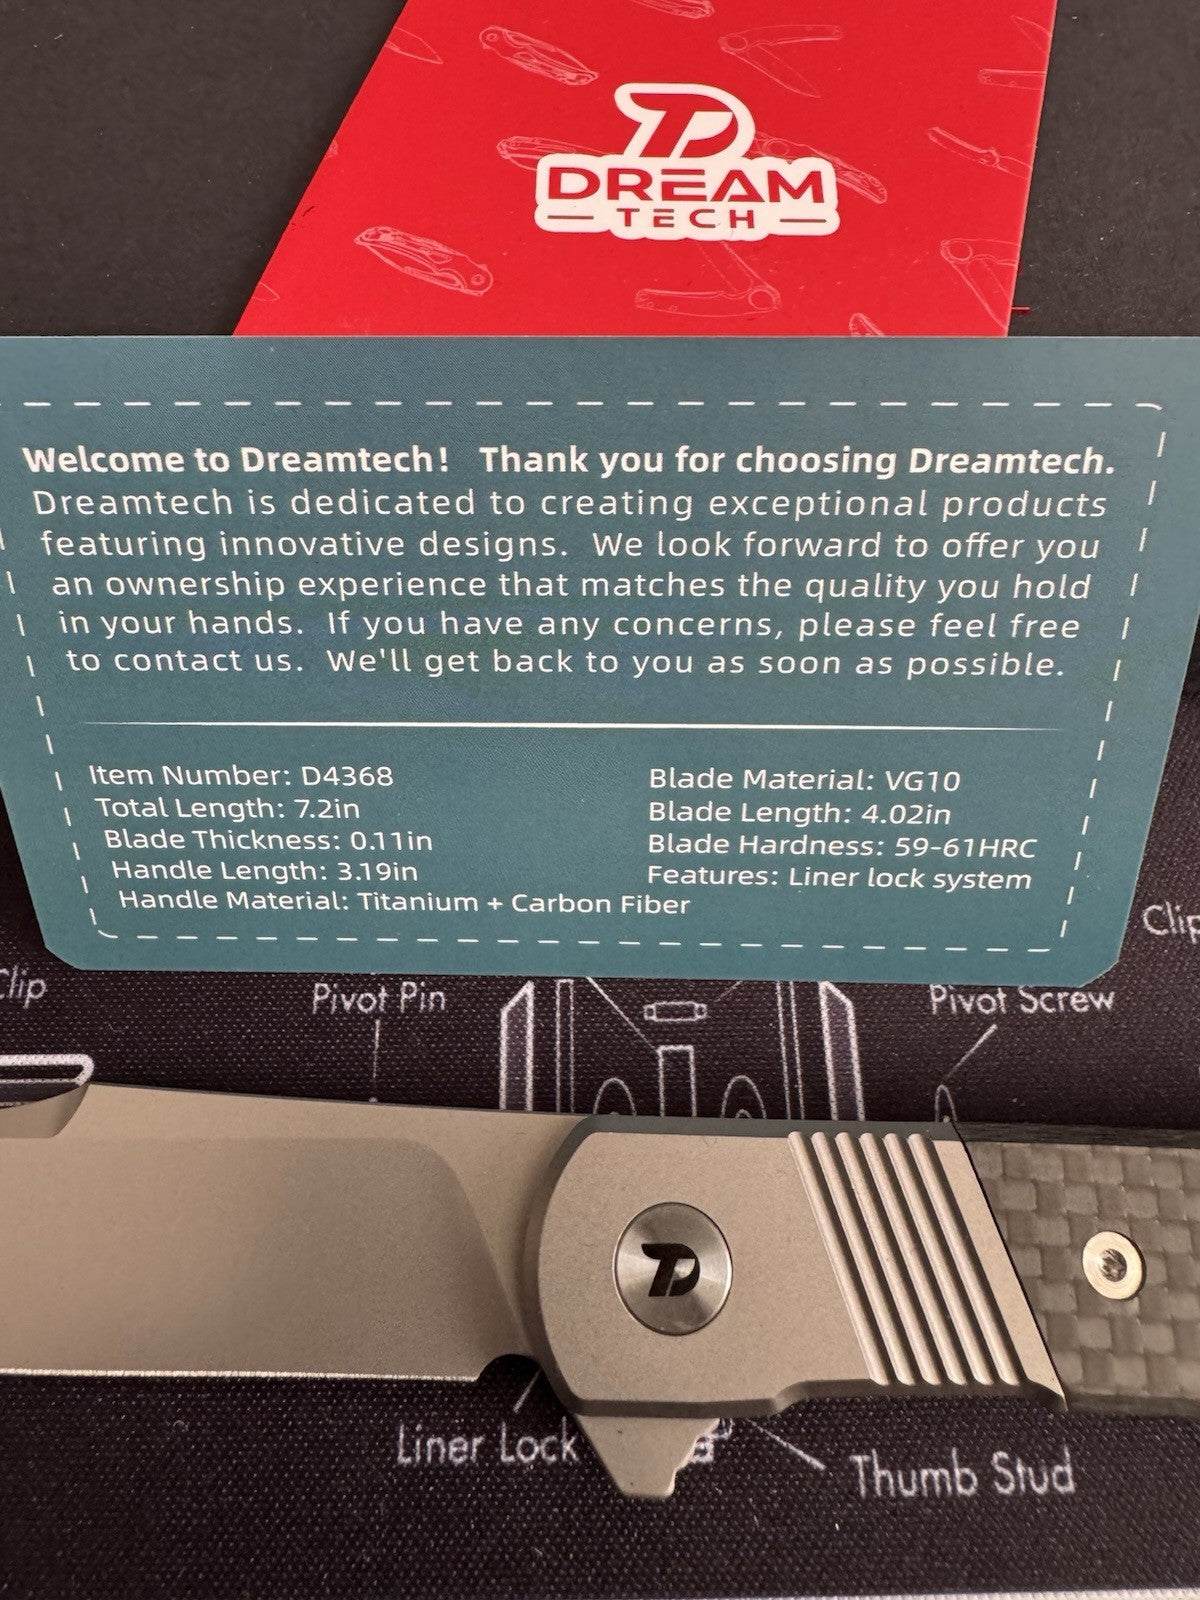 DREAM
TECH
Welcome to Dreamtech! Thank you for choosing Dreamtech.
Dreamtech is dedicated to creating exceptional products
featuring innovative designs. We look forward to offer you
an ownership experience that matches the quality you hold
in your hands. If you have any concerns, please feel free
to contact us. We'll get back to you as soon as possible.
Item Number: D4368
Total Length: 7.2in
Blade Thickness: 0.11in
Handle Length: 3.19in
Handle Material: Titanium + Carbon Fiber
Blade Material: VG10
Blade Length: 4.02in
Blade Hardness: 59-61HRC
Features: Liner lock system
Clip
Clip
Pivot Pin
Pivot Screw
Liner Lock
Thumb Stud